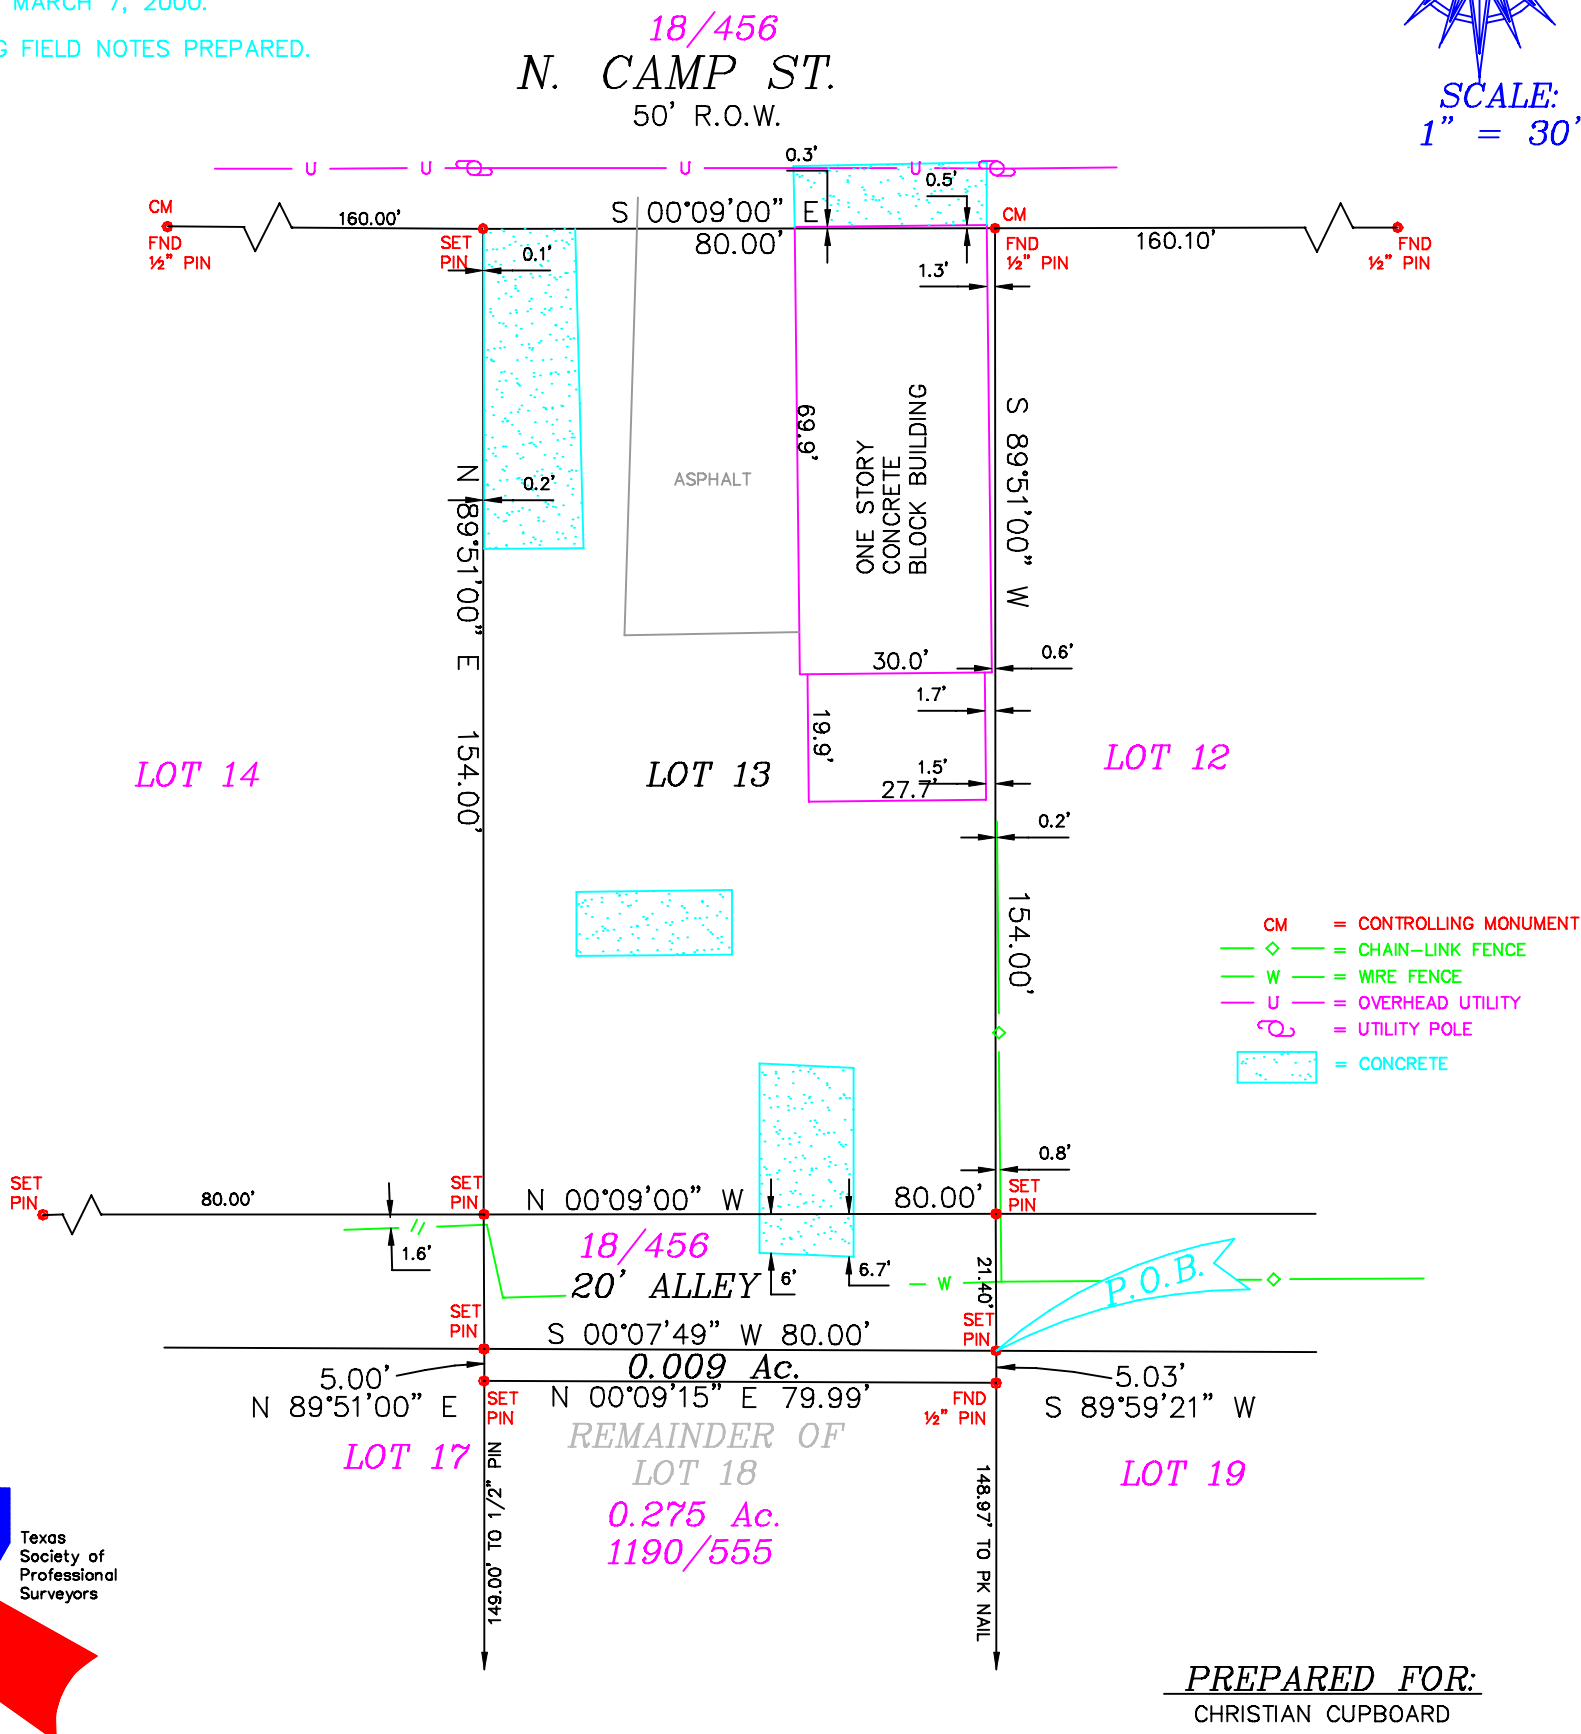 MARCH 7, 2000.
G FIELD NOTES PREPARED.
18/456
N. CAMP ST.
50' R.O.W.
SCALE:
1" = 30'
0.3'
U
U
U
U
0.5'
CM
160.00'
S 00°09'00" E
80.00'
CM
160.10'
FND
1/2" PIN
SET
PIN
FND
1/2" PIN
FND
1/2" PIN
0.1'
1.3'
69.9'
ONE STORY
CONCRETE
BLOCK BUILDING
S 89°51'00" W
154.00'
N 89°51'00" E
154.00'
0.2'
ASPHALT
30.0'
0.6'
1.7'
19.9'
1.5'
27.7'
LOT 14
LOT 13
LOT 12
0.2'
CM = CONTROLLING MONUMENT
= CHAIN-LINK FENCE
W = WIRE FENCE
U = OVERHEAD UTILITY
= UTILITY POLE
= CONCRETE
0.8'
SET
PIN
80.00'
SET
PIN
N 00°09'00" W
80.00'
SET
PIN
1.6'
18/456
20' ALLEY
6'
6.7'
W
21.40'
P.O.B.
SET
PIN
S 00°07'49" W 80.00'
SET
PIN
0.009 Ac.
5.00'
N 89°51'00" E
SET
PIN
N 00°09'15" E 79.99'
FND
1/2" PIN
5.03'
S 89°59'21" W
REMAINDER OF
LOT 18
LOT 17
LOT 19
0.275 Ac.
1190/555
149.00' TO 1/2" PIN
148.97' TO PK NAIL
Texas
Society of
Professional
Surveyors
PREPARED FOR:
CHRISTIAN CUPBOARD